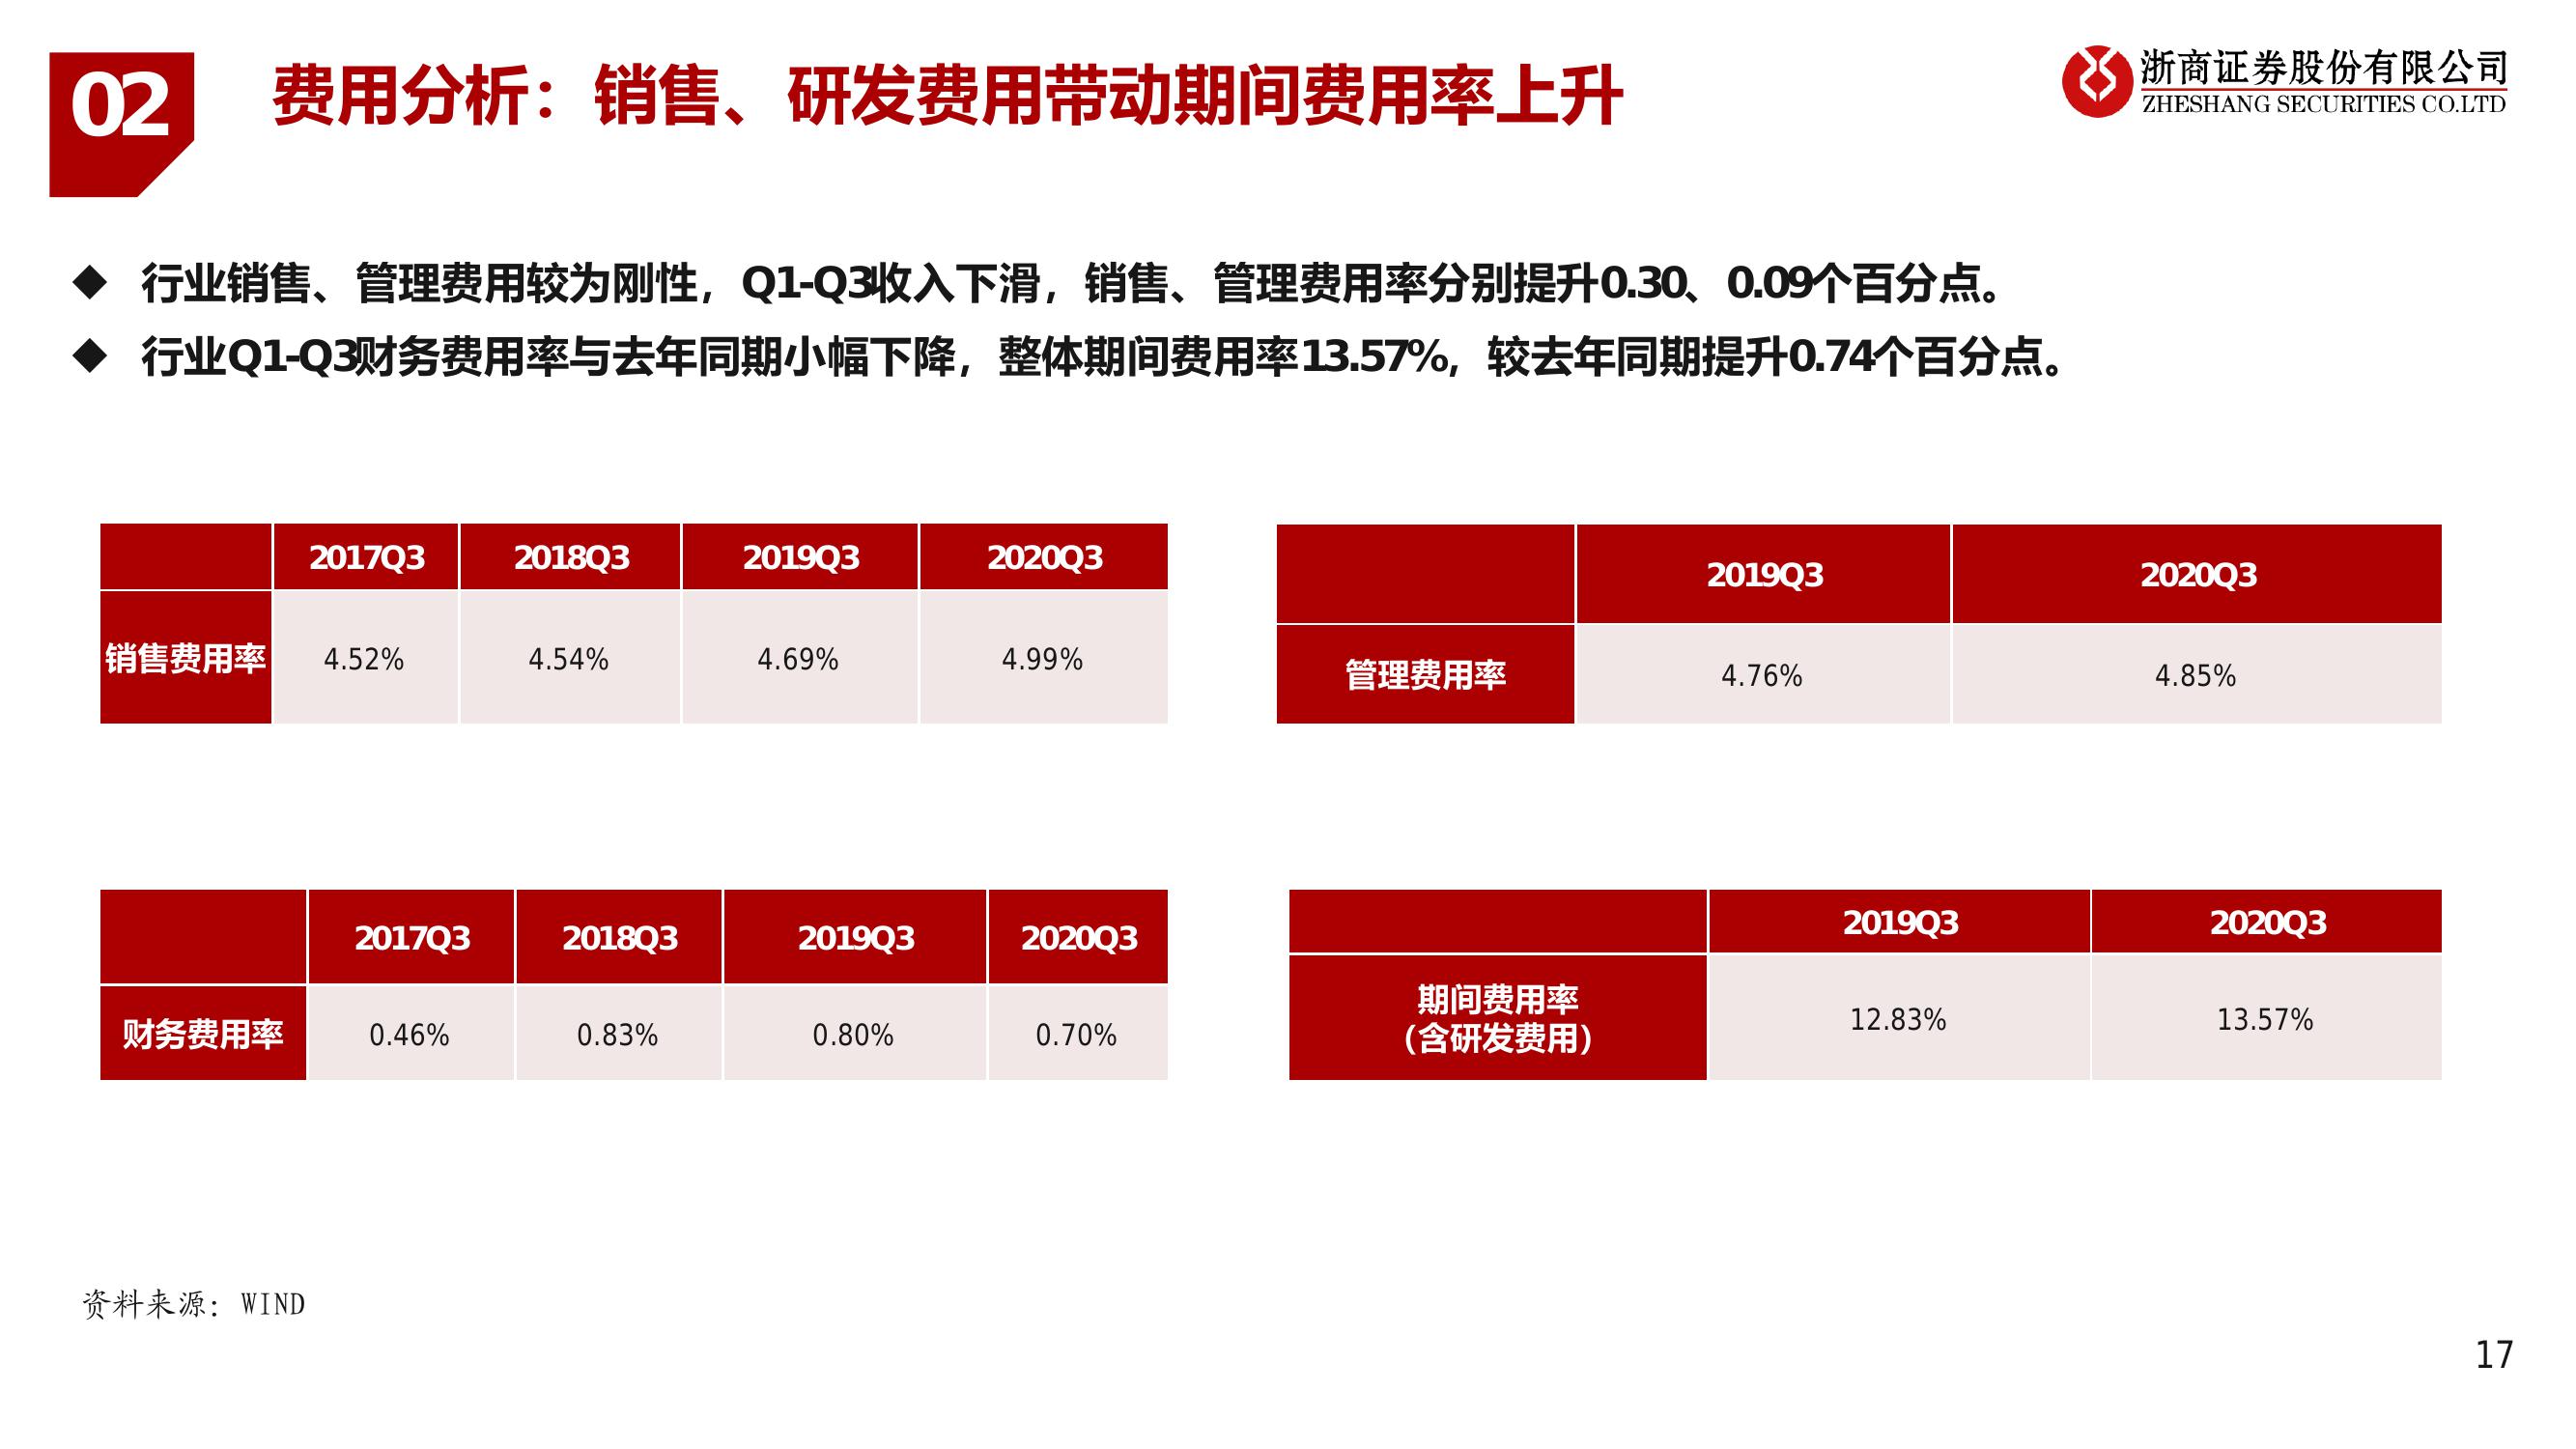 02
费用分析：销售、研发费用带动期间费用率上升
浙商证券股份有限公司
ZHESHANG SECURITIES CO.LTD
◆ 行业销售、管理费用较为刚性，Q1-Q3收入下滑，销售、管理费用率分别提升0.30、0.09个百分点。
◆ 行业Q1-Q3财务费用率与去年同期小幅下降，整体期间费用率13.57%，较去年同期提升0.74个百分点。
2017Q3 2018Q3 2019Q3 2020Q3
销售费用率 4.52% 4.54% 4.69% 4.99%
2019Q3 2020Q3
管理费用率 4.76% 4.85%
2017Q3 2018Q3 2019Q3 2020Q3
财务费用率 0.46% 0.83% 0.80% 0.70%
2019Q3 2020Q3
期间费用率
（含研发费用） 12.83% 13.57%
资料来源：WIND
17